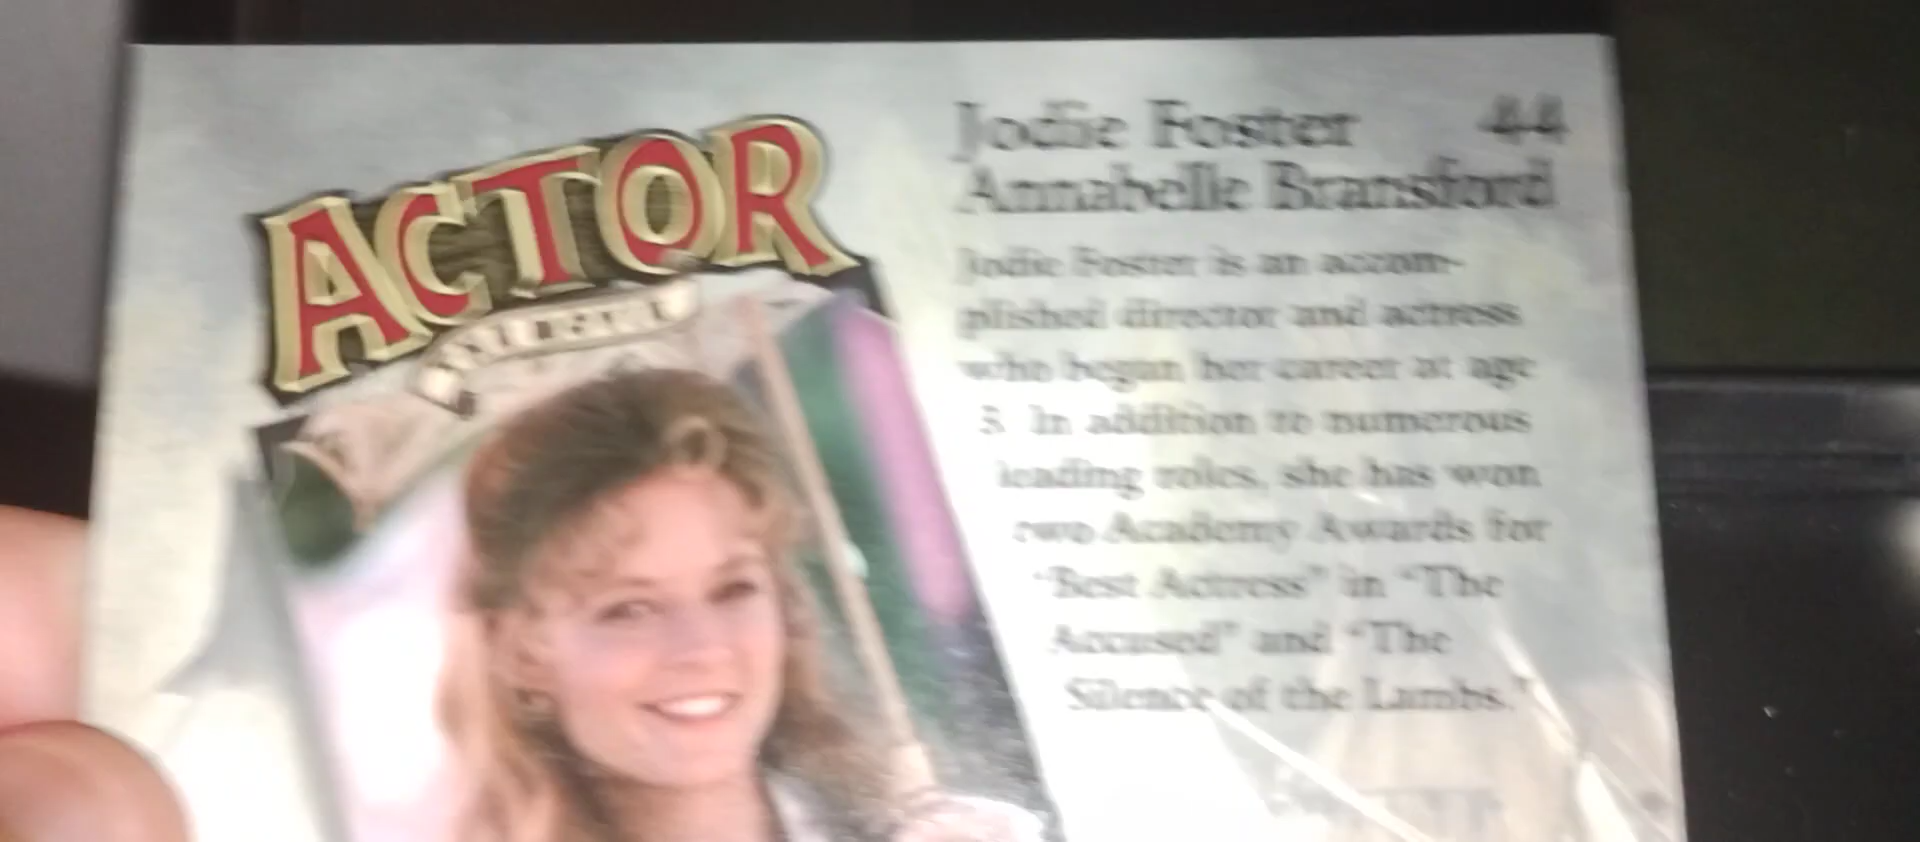 ACTOR
Jodie Foster 44
Annabelle Bransford
Jodie Foster is an accom-
plished director and actress
who began her career at age
3. In addition to numerous
leading roles, she has won
two Academy Awards for
"Best Actress" in "The
Accused" and "The
Silence of the Lambs."